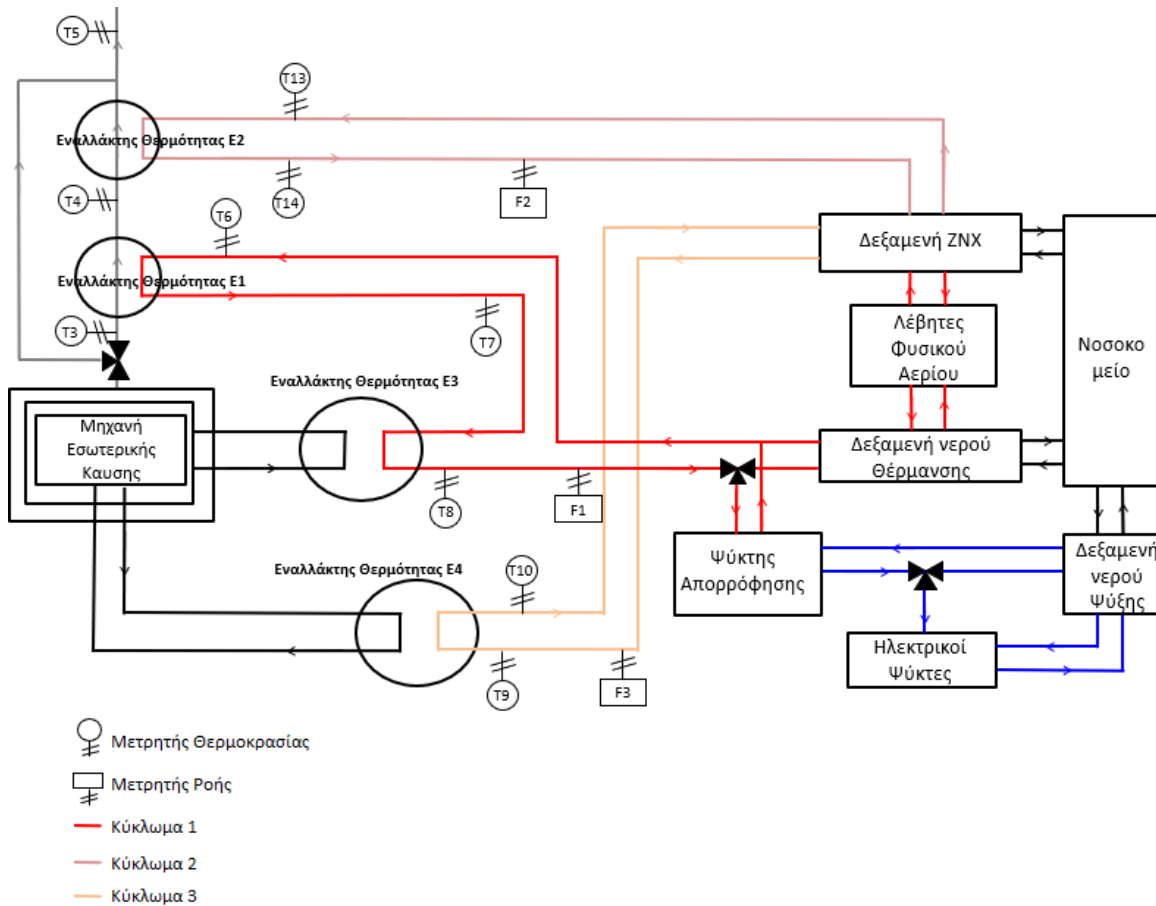 T5
T13
Εναλλάκτης Θερμότητας Ε2
T4
T14
F2
T6
Δεξαμενή ΖΝΧ
Εναλλάκτης Θερμότητας Ε1
T3
T7
Λέβητες
Φυσικού
Αερίου
Νοσοκο
μείο
Εναλλάκτης Θερμότητας Ε3
Μηχανή
Εσωτερικής
Καυσης
Δεξαμενή νερού
Θέρμανσης
T8
F1
Ψύκτης
Απορρόφησης
Δεξαμενή
νερού
Ψύξης
Εναλλάκτης Θερμότητας Ε4
T10
Ηλεκτρικοί
Ψύκτες
T9
F3
Μετρητής Θερμοκρασίας
Μετρητής Ροής
Κύκλωμα 1
Κύκλωμα 2
Κύκλωμα 3